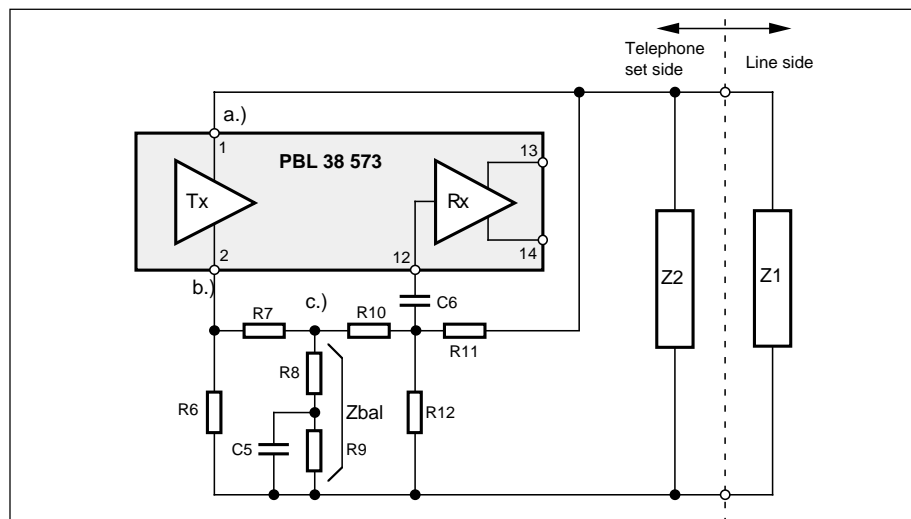 Telephone
set side
Line side
a.)
1
PBL 38 573
13
Tx
Rx
2
12
14
b.)
c.)
C6
R7
R10
R11
Z2
Z1
R8
R6
Zbal
R12
C5
R9